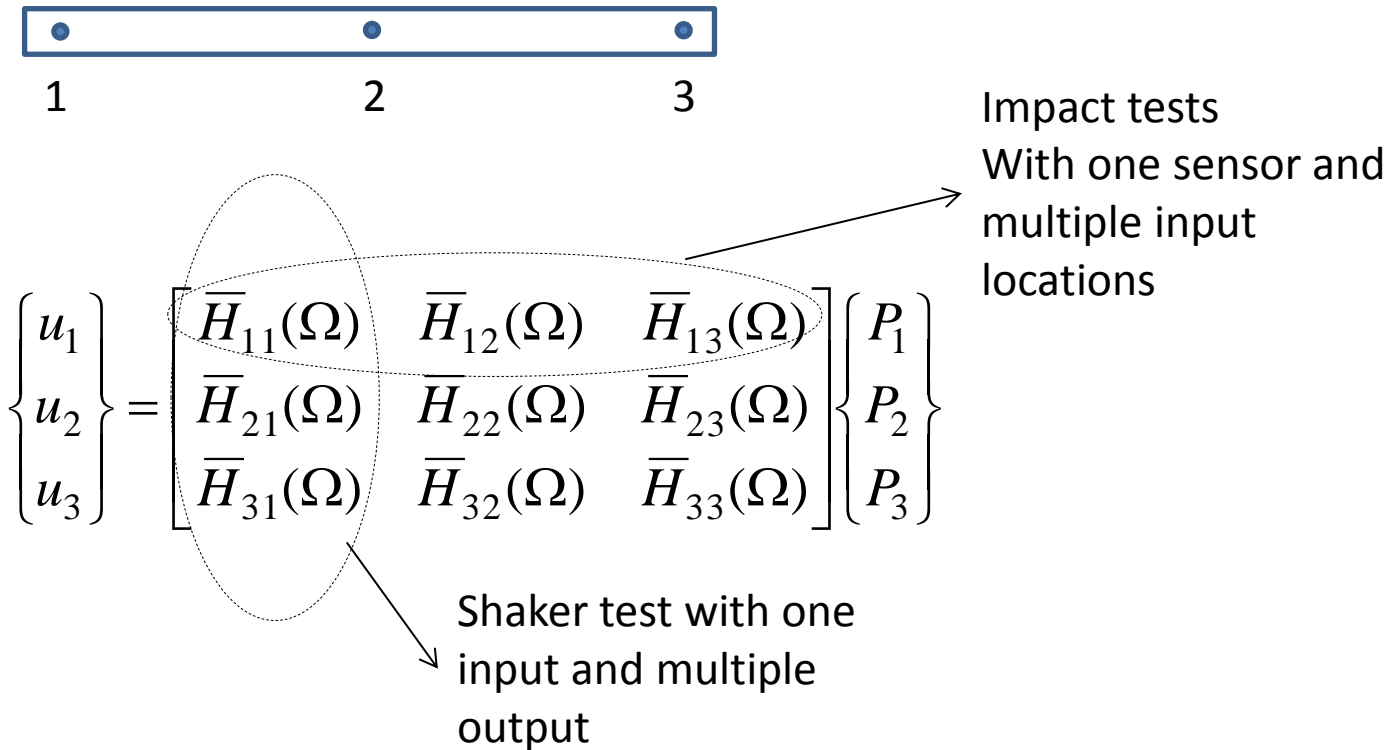 1 2 3
Impact tests
With one sensor and
multiple input
locations
{u₁} = [H̅₁₁(Ω) H̅₁₂(Ω) H̅₁₃(Ω)] {P₁}
{u₂} = [H̅₂₁(Ω) H̅₂₂(Ω) H̅₂₃(Ω)] {P₂}
{u₃} = [H̅₃₁(Ω) H̅₃₂(Ω) H̅₃₃(Ω)] {P₃}
Shaker test with one
input and multiple
output